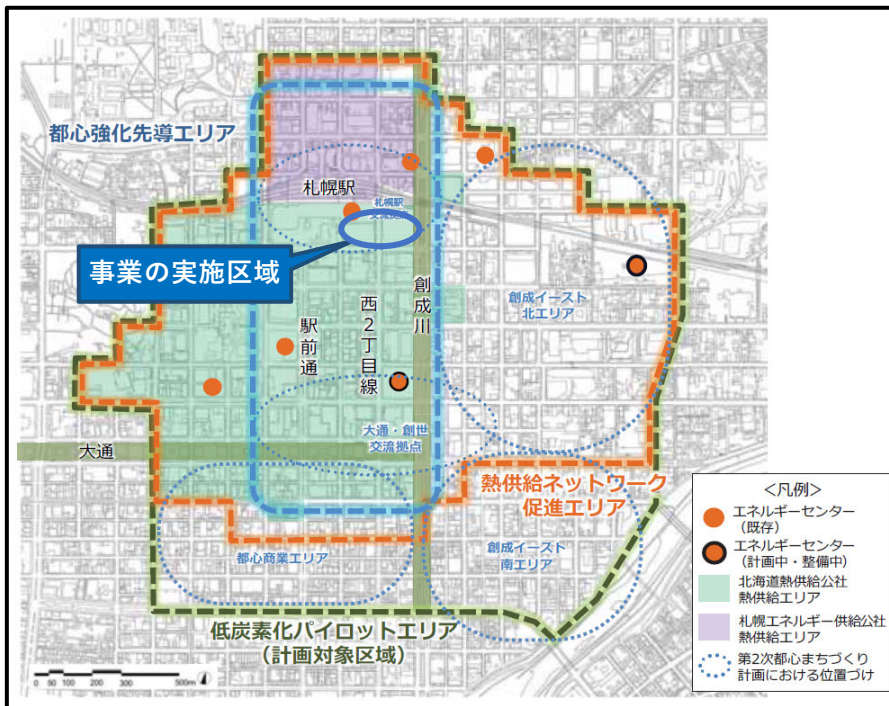 都心強化先導エリア
札幌駅
札幌駅
交流拠点
事業の実施区域
創成川
創成イースト
北エリア
西2丁目線
駅前通
大通・創世
交流拠点
大通
熱供給ネットワーク
促進エリア
都心商業エリア
創成イースト
南エリア
低炭素化パイロットエリア
(計画対象区域)
0 50 100 200 300 500m
<凡例>
エネルギーセンター
(既存)
エネルギーセンター
(計画中・整備中)
北海道熱供給公社
熱供給エリア
札幌エネルギー供給公社
熱供給エリア
第2次都心まちづくり
計画における位置づけ